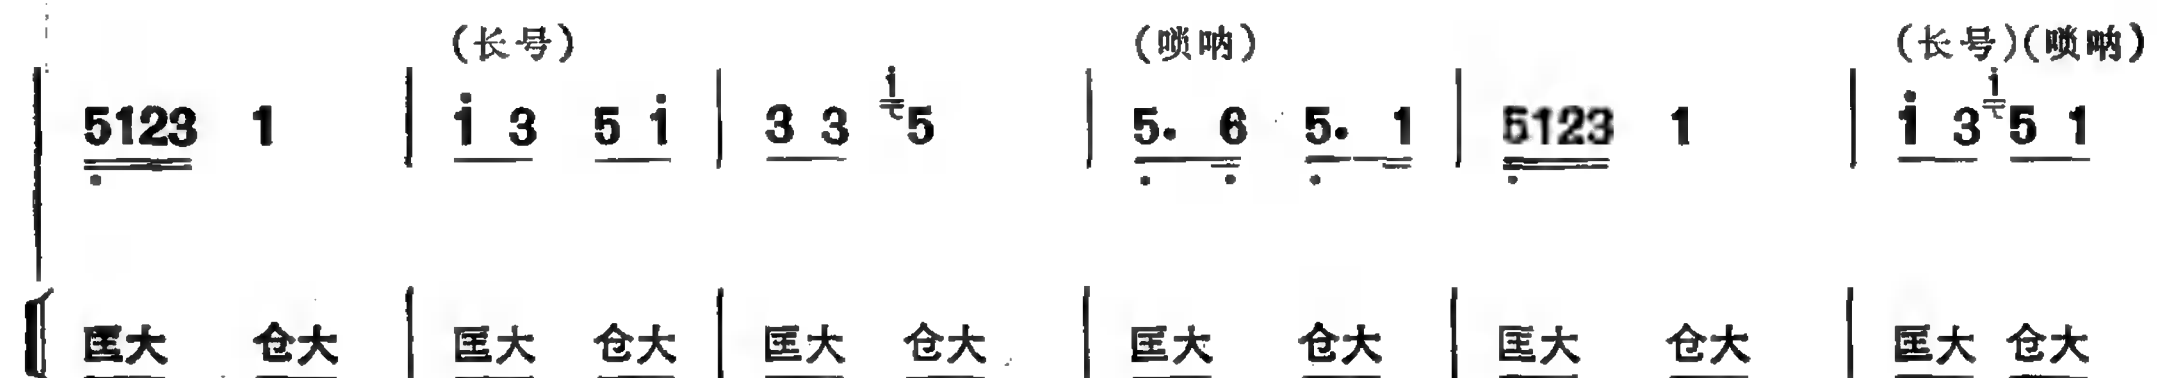 (长号) (唢呐) (长号)(唢呐)
5123 1 | i 3 5 i | 3 3 i 5 | 5. 6 5. 1 | 5123 1 | i 3 i 5 1
匡大 仓大 | 匡大 仓大 | 匡大 仓大 | 匡大 仓大 | 匡大 仓大 | 匡大 仓大